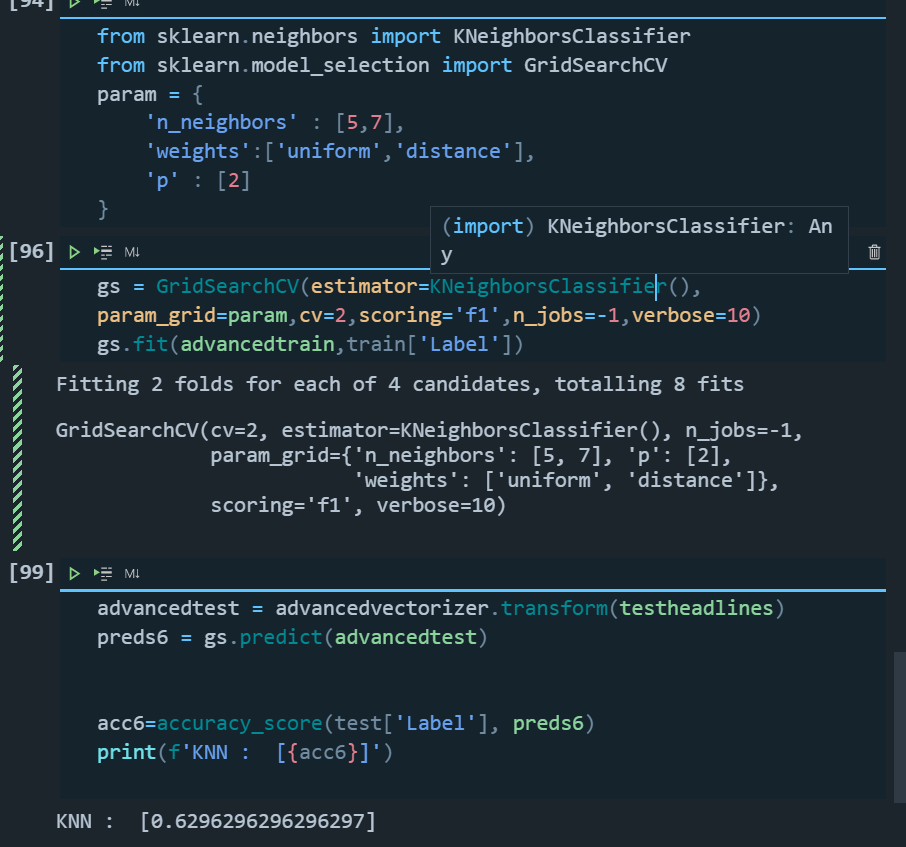 [94] M↓
from sklearn.neighbors import KNeighborsClassifier
from sklearn.model_selection import GridSearchCV
param = {
    'n_neighbors' : [5,7],
    'weights':['uniform','distance'],
    'p' : [2]
}
(import) KNeighborsClassifier: An
y
[96] M↓
gs = GridSearchCV(estimator=KNeighborsClassifier(),
param_grid=param,cv=2,scoring='f1',n_jobs=-1,verbose=10)
gs.fit(advancedtrain,train['Label'])
Fitting 2 folds for each of 4 candidates, totalling 8 fits
GridSearchCV(cv=2, estimator=KNeighborsClassifier(), n_jobs=-1,
             param_grid={'n_neighbors': [5, 7], 'p': [2],
                         'weights': ['uniform', 'distance']},
             scoring='f1', verbose=10)
[99] M↓
advancedtest = advancedvectorizer.transform(testheadlines)
preds6 = gs.predict(advancedtest)
acc6=accuracy_score(test['Label'], preds6)
print(f'KNN :  [{acc6}]')
KNN :  [0.6296296296296297]